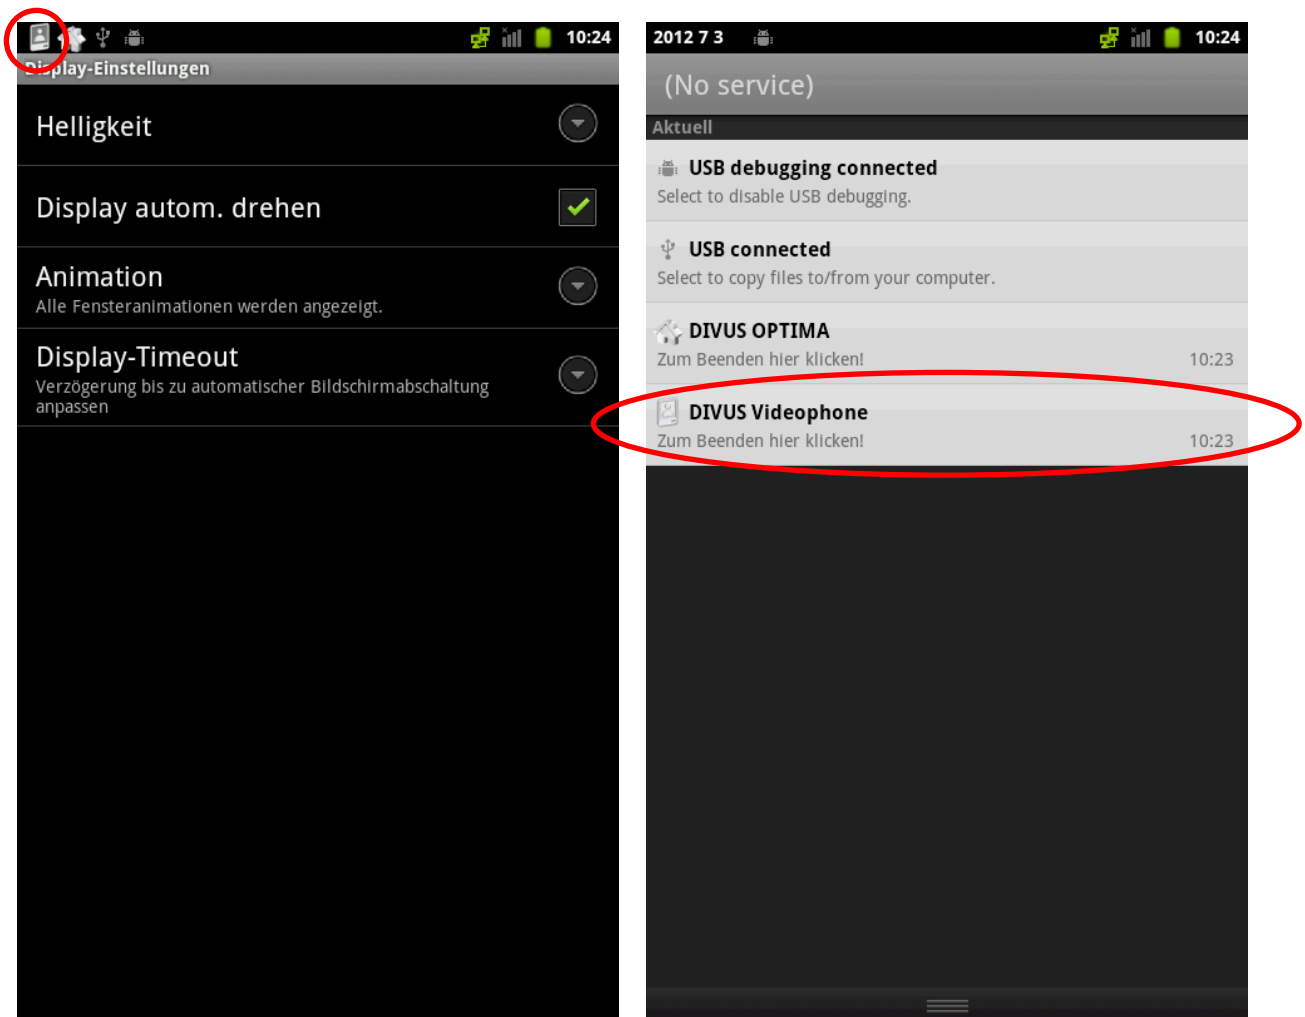 10:24
Display-Einstellungen
Helligkeit
Display autom. drehen
Animation
Alle Fensteranimationen werden angezeigt.
Display-Timeout
Verzögerung bis zu automatischer Bildschirmabschaltung
anpassen
2012 7 3 10:24
(No service)
Aktuell
USB debugging connected
Select to disable USB debugging.
USB connected
Select to copy files to/from your computer.
DIVUS OPTIMA
Zum Beenden hier klicken! 10:23
DIVUS Videophone
Zum Beenden hier klicken! 10:23